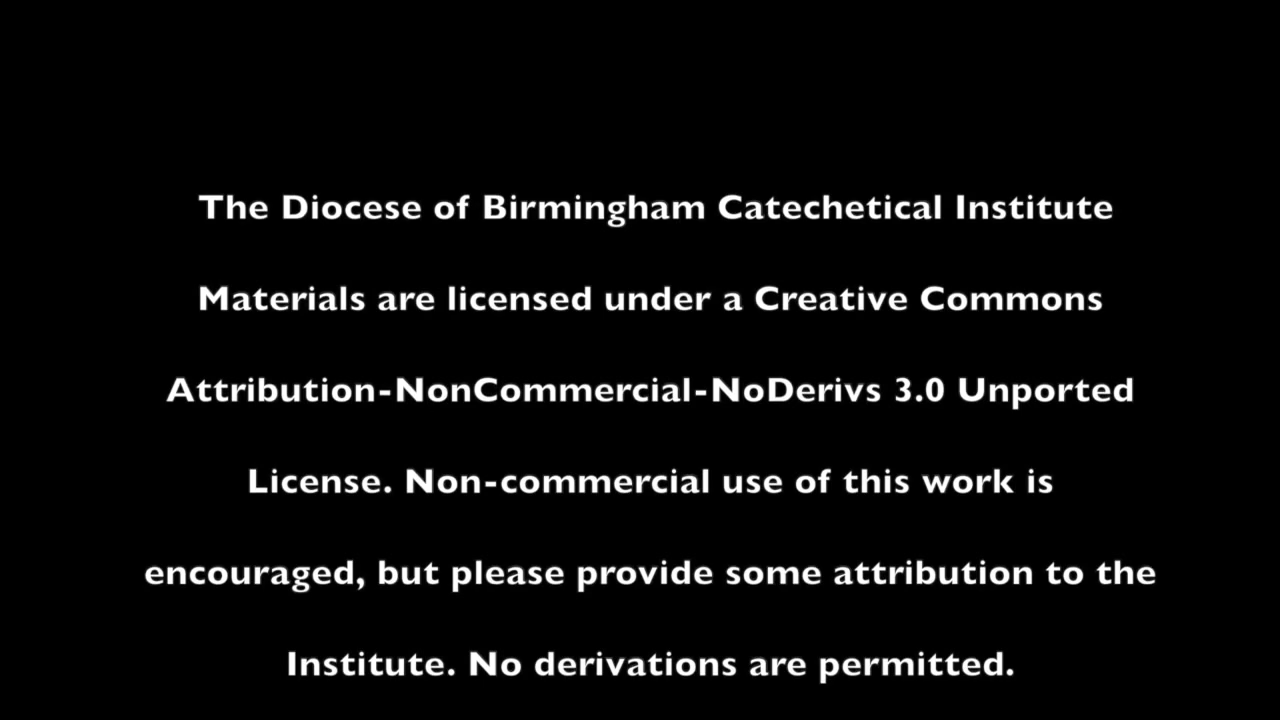 The Diocese of Birmingham Catechetical Institute
Materials are licensed under a Creative Commons
Attribution-NonCommercial-NoDerivs 3.0 Unported
License. Non-commercial use of this work is
encouraged, but please provide some attribution to the
Institute. No derivations are permitted.